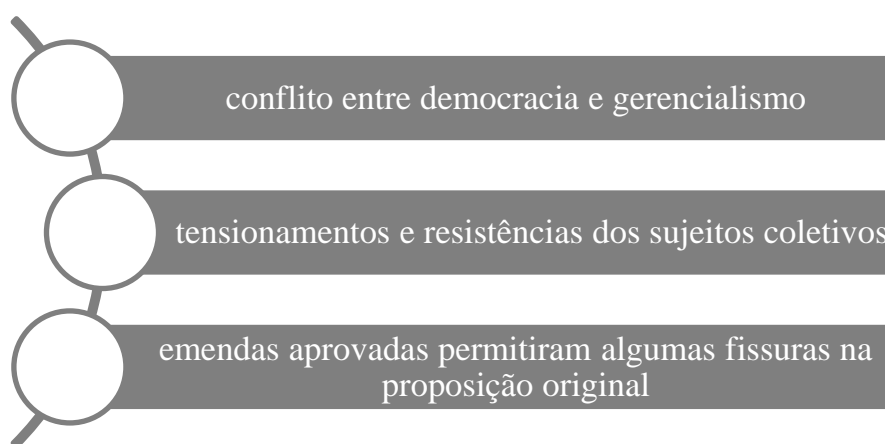 conflito entre democracia e gerencialismo
tensionamentos e resistências dos sujeitos coletivos
emendas aprovadas permitiram algumas fissuras na
proposição original